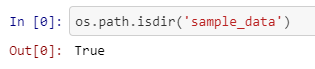 In [0]: os.path.isdir('sample_data')
Out[0]: True